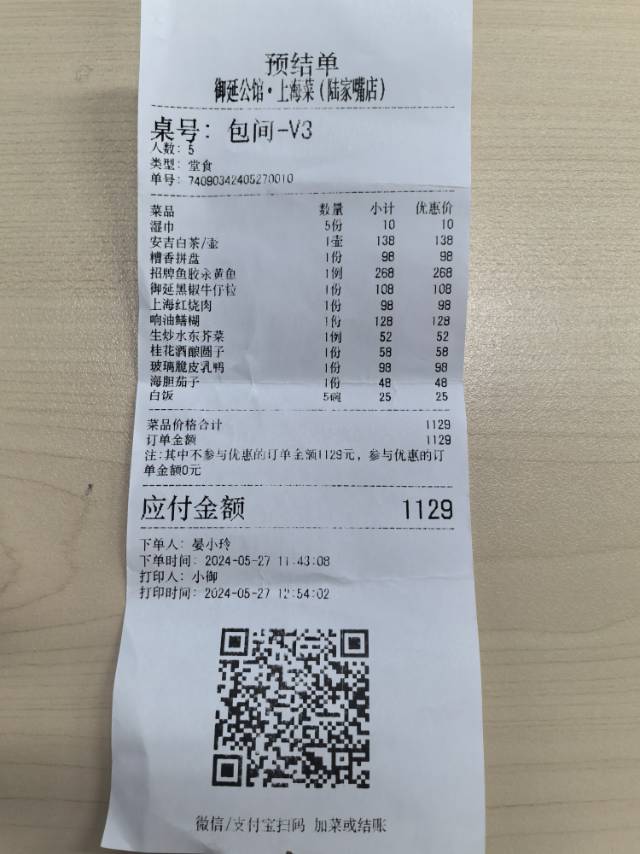 预结单
御延公馆·上海菜(陆家嘴店)
桌号: 包间-V3
人数: 5
类型: 堂食
单号: 74090342405270010
菜品 数量 小计 优惠价
湿巾 5份 10 10
安吉白茶/壶 1壶 138 138
糟香拼盘 1份 98 98
招牌鱼胶汆黄鱼 1例 268 268
御延黑椒牛仔粒 1份 108 108
上海红烧肉 1份 98 98
响油鳝糊 1份 128 128
生炒水东芥菜 1例 52 52
桂花酒酿圆子 1份 58 58
玻璃脆皮乳鸭 1份 98 98
海胆茄子 1份 48 48
白饭 5碗 25 25
菜品价格合计 1129
订单金额 1129
注:其中不参与优惠的订单金额1129元，参与优惠的订
单金额0元
应付金额 1129
下单人: 晏小玲
下单时间: 2024-05-27 11:43:08
打印人: 小御
打印时间: 2024-05-27 12:54:02
微信/支付宝扫码 加菜或结账